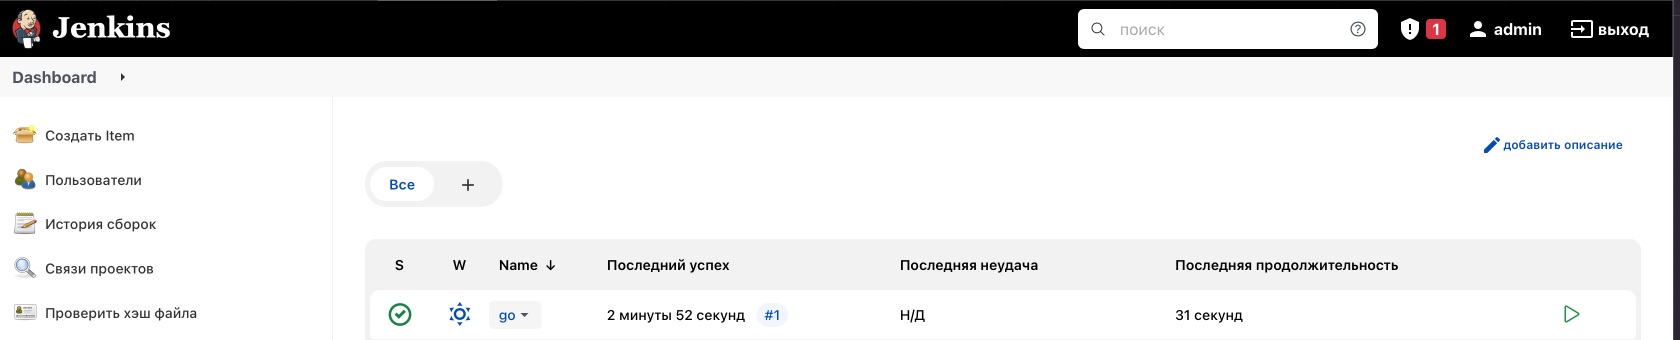 Jenkins поиск 1 admin выход
Dashboard
Создать Item
Пользователи
История сборок
Связи проектов
Проверить хэш файла
добавить описание
Все +
S W Name ↓ Последний успех Последняя неудача Последняя продолжительность
go 2 минуты 52 секунд #1 Н/Д 31 секунд